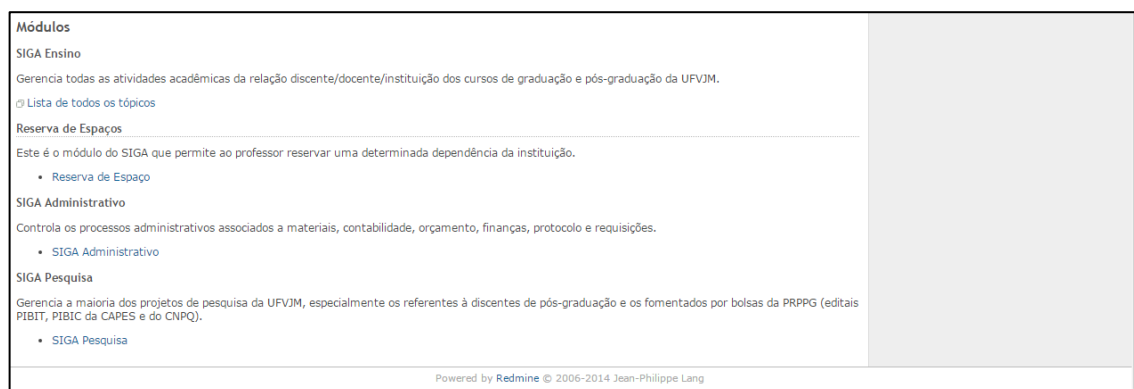 Módulos
SIGA Ensino
Gerencia todas as atividades acadêmicas da relação discente/docente/instituição dos cursos de graduação e pós-graduação da UFVJM.
Lista de todos os tópicos
Reserva de Espaços
Este é o módulo do SIGA que permite ao professor reservar uma determinada dependência da instituição.
• Reserva de Espaço
SIGA Administrativo
Controla os processos administrativos associados a materiais, contabilidade, orçamento, finanças, protocolo e requisições.
• SIGA Administrativo
SIGA Pesquisa
Gerencia a maioria dos projetos de pesquisa da UFVJM, especialmente os referentes à discentes de pós-graduação e os fomentados por bolsas da PRPPG (editais
PIBIT, PIBIC da CAPES e do CNPQ).
• SIGA Pesquisa
Powered by Redmine © 2006-2014 Jean-Philippe Lang